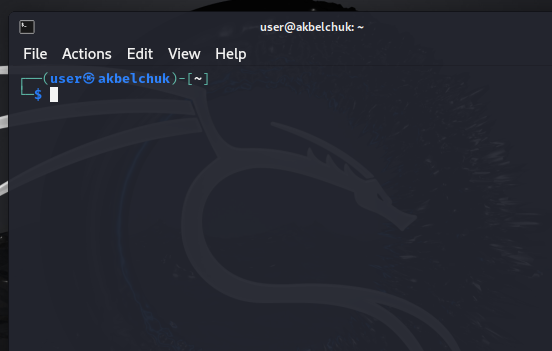 user@akbelchuk: ~
File Actions Edit View Help
┌──(user㉿akbelchuk)-[~]
└─$